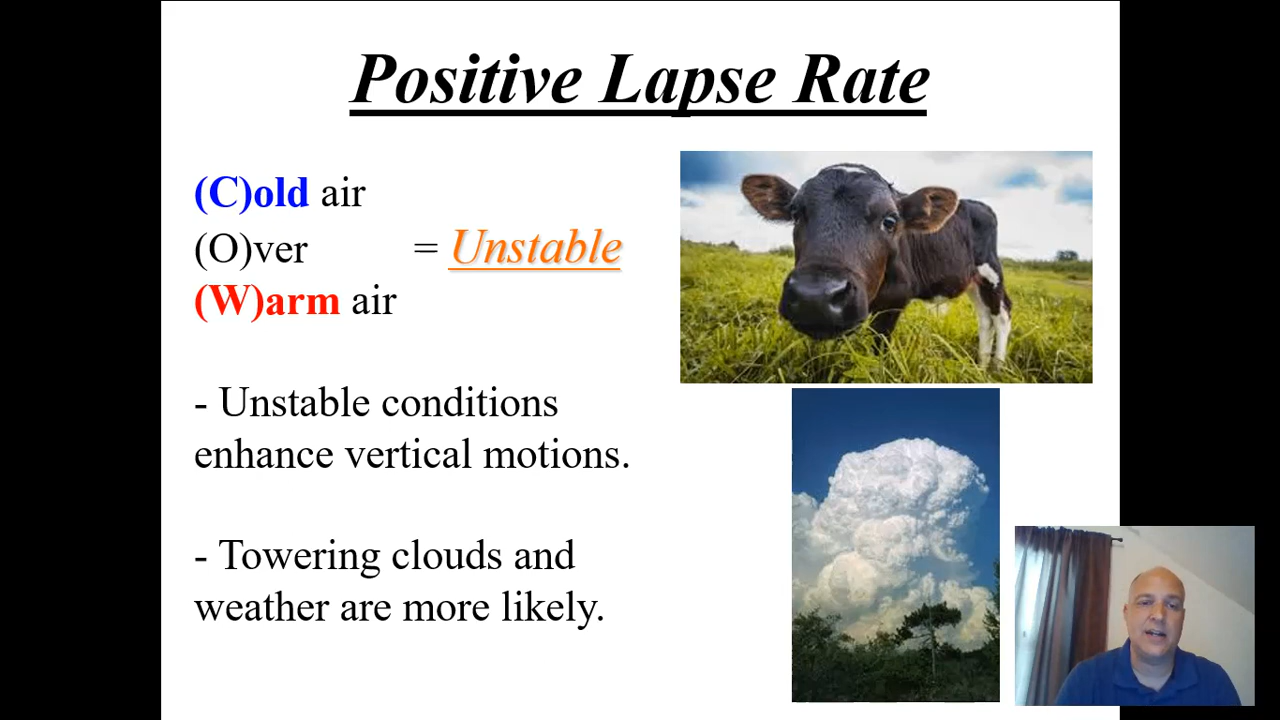 Positive Lapse Rate
(C)old air
(O)ver = Unstable
(W)arm air
- Unstable conditions
enhance vertical motions.
- Towering clouds and
weather are more likely.